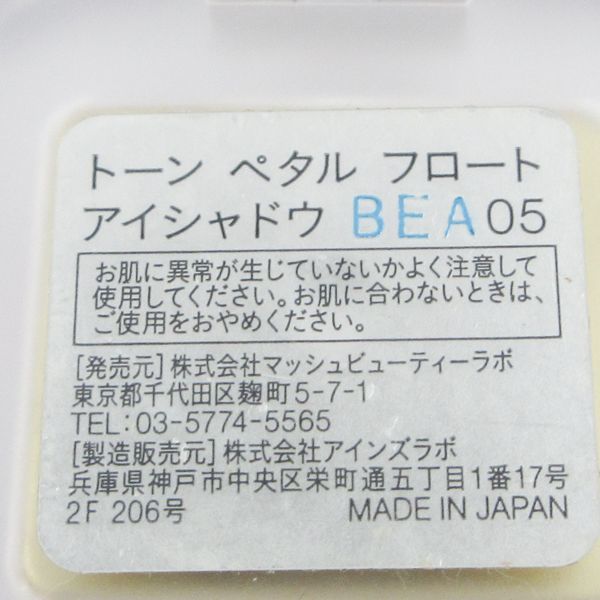 トーン ペタル フロート
アイシャドウ BEA 05
お肌に異常が生じていないかよく注意して
使用してください。お肌に合わないときは、
ご使用をおやめください。
[発売元]株式会社マッシュビューティーラボ
東京都千代田区麹町5-7-1
TEL:03-5774-5565
[製造販売元]株式会社アインズラボ
兵庫県神戸市中央区栄町通五丁目1番17号
2F 206号 MADE IN JAPAN